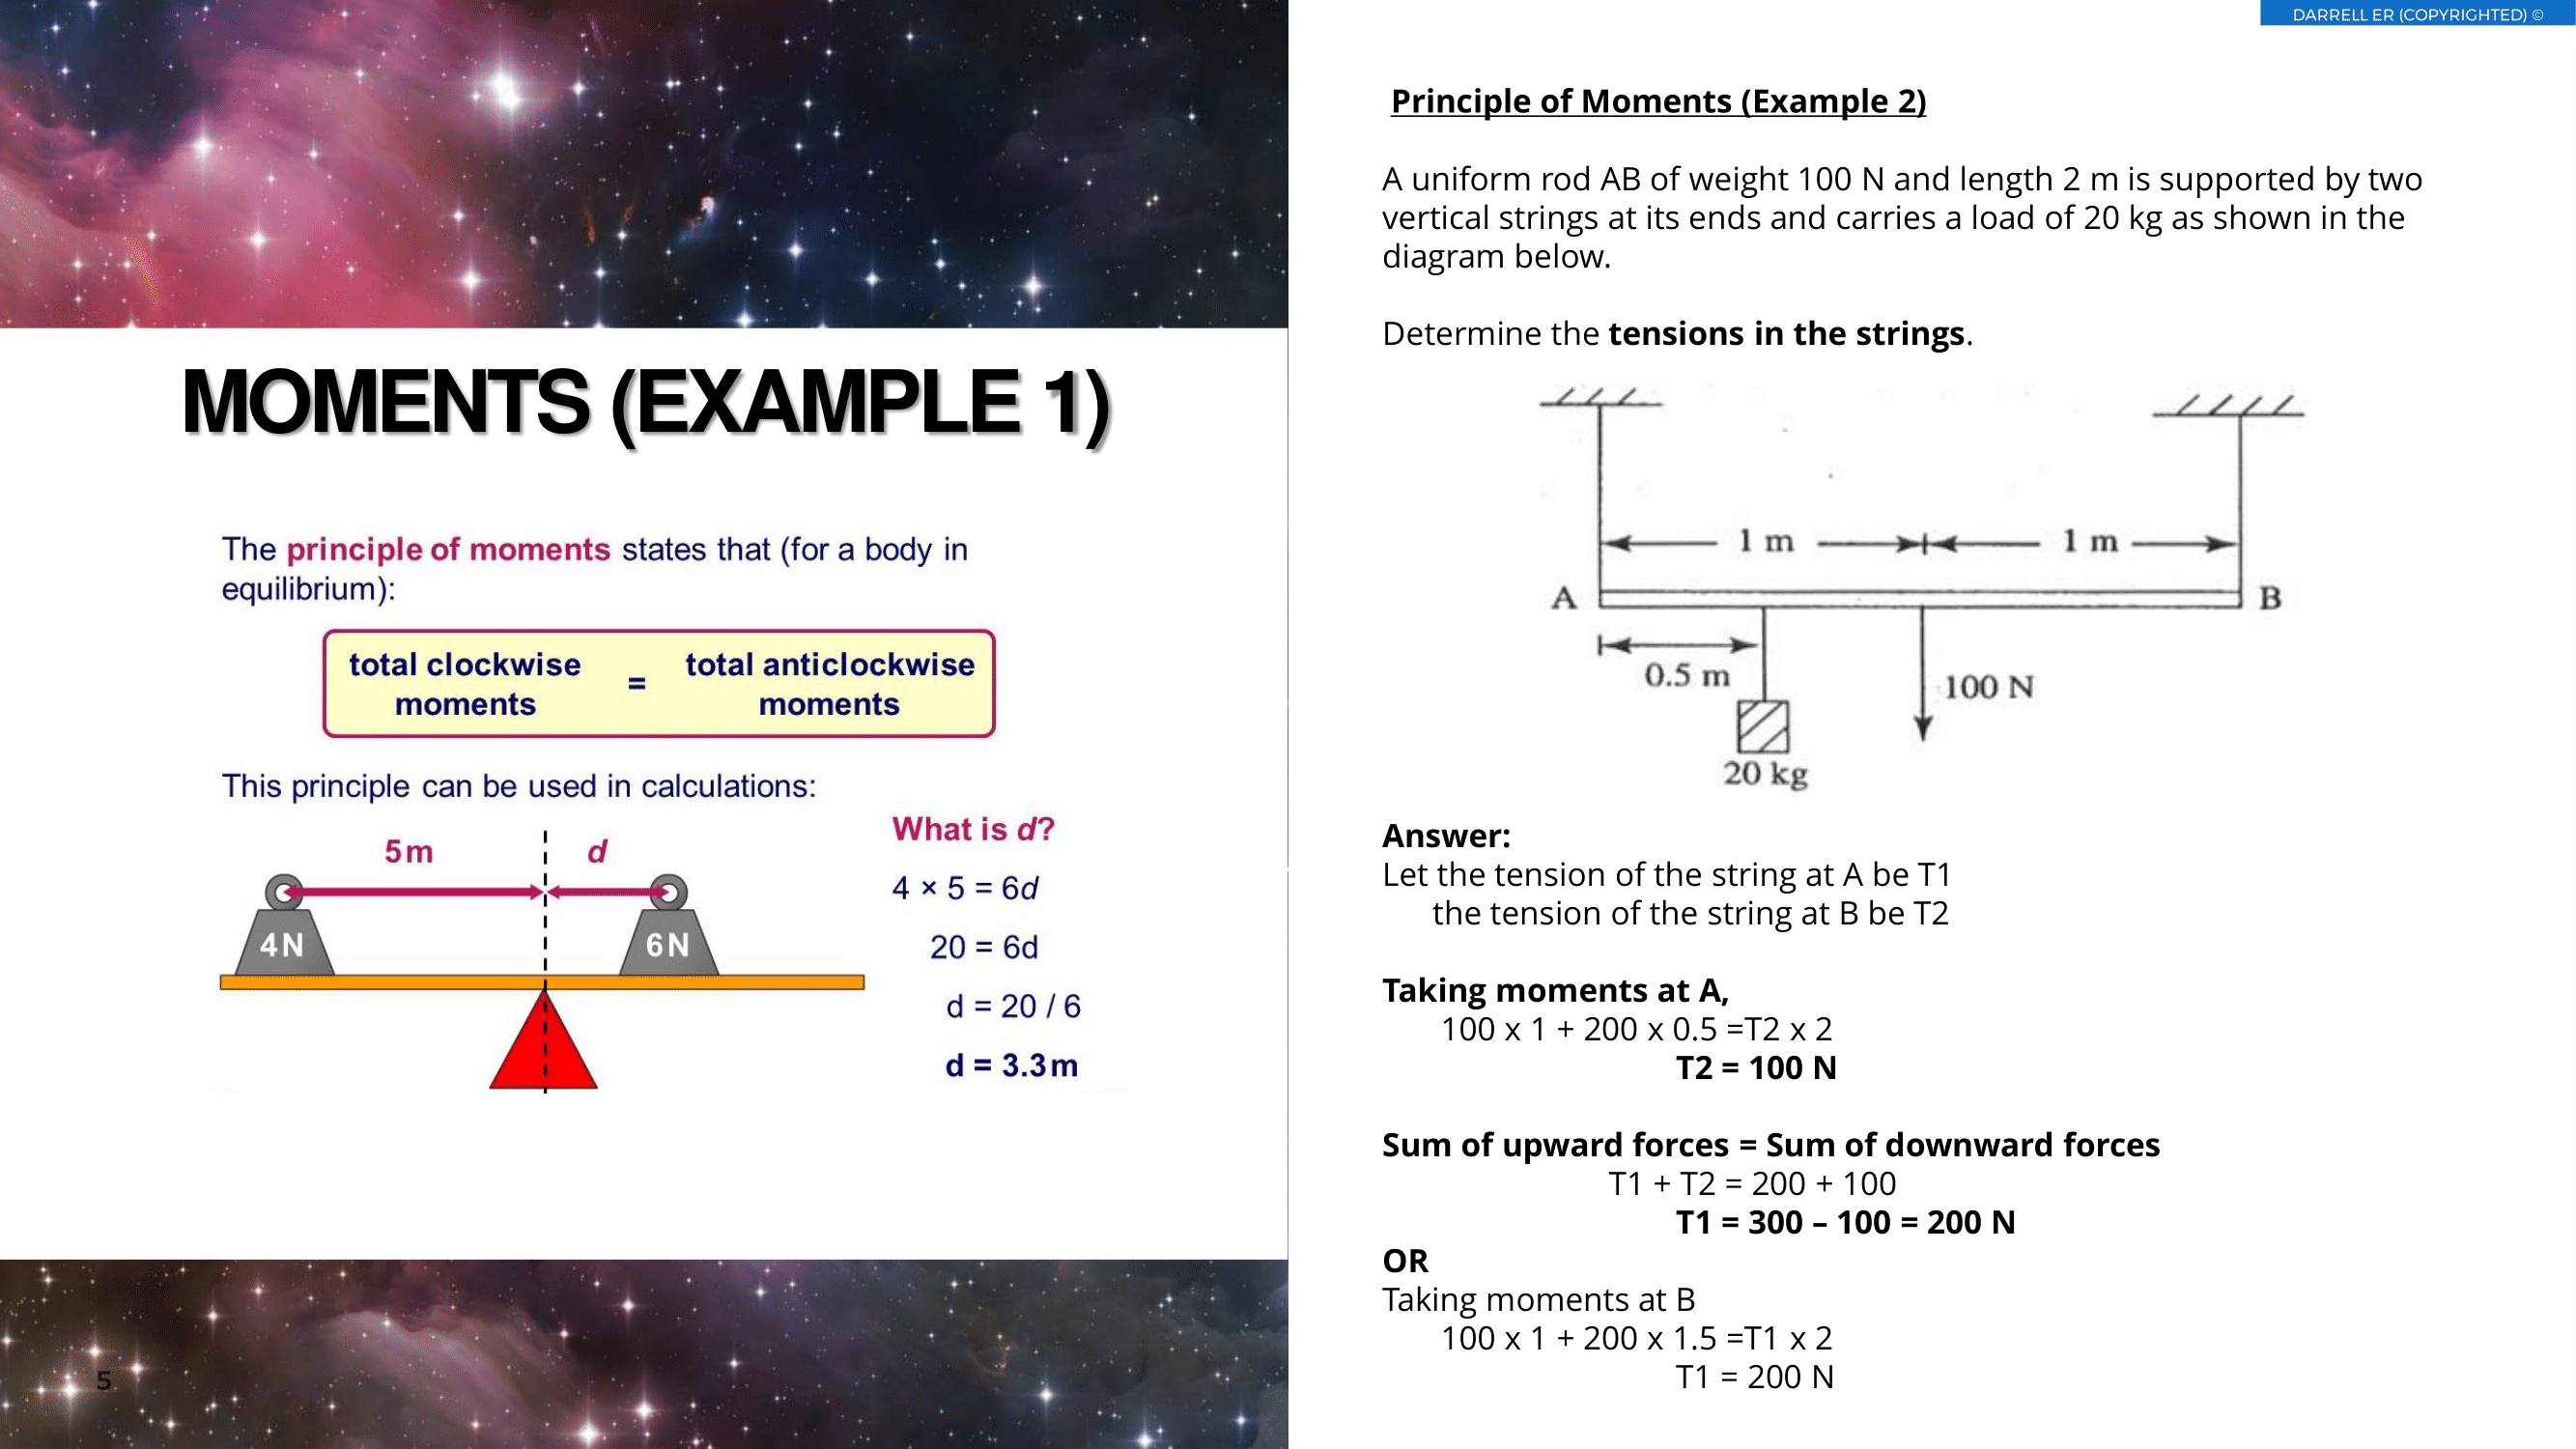 DARRELL ER (COPYRIGHTED) ©
MOMENTS (EXAMPLE 1)
The principle of moments states that (for a body in
equilibrium):
total clockwise
moments
=
total anticlockwise
moments
This principle can be used in calculations:
5m
d
4N
6N
What is d?
4 × 5 = 6d
20 = 6d
d = 20 / 6
d = 3.3m
5
Principle of Moments (Example 2)
A uniform rod AB of weight 100 N and length 2 m is supported by two
vertical strings at its ends and carries a load of 20 kg as shown in the
diagram below.
Determine the tensions in the strings.
1 m
1 m
A
B
0.5 m
100 N
20 kg
Answer:
Let the tension of the string at A be T1
the tension of the string at B be T2
Taking moments at A,
100 x 1 + 200 x 0.5 =T2 x 2
T2 = 100 N
Sum of upward forces = Sum of downward forces
T1 + T2 = 200 + 100
T1 = 300 – 100 = 200 N
OR
Taking moments at B
100 x 1 + 200 x 1.5 =T1 x 2
T1 = 200 N